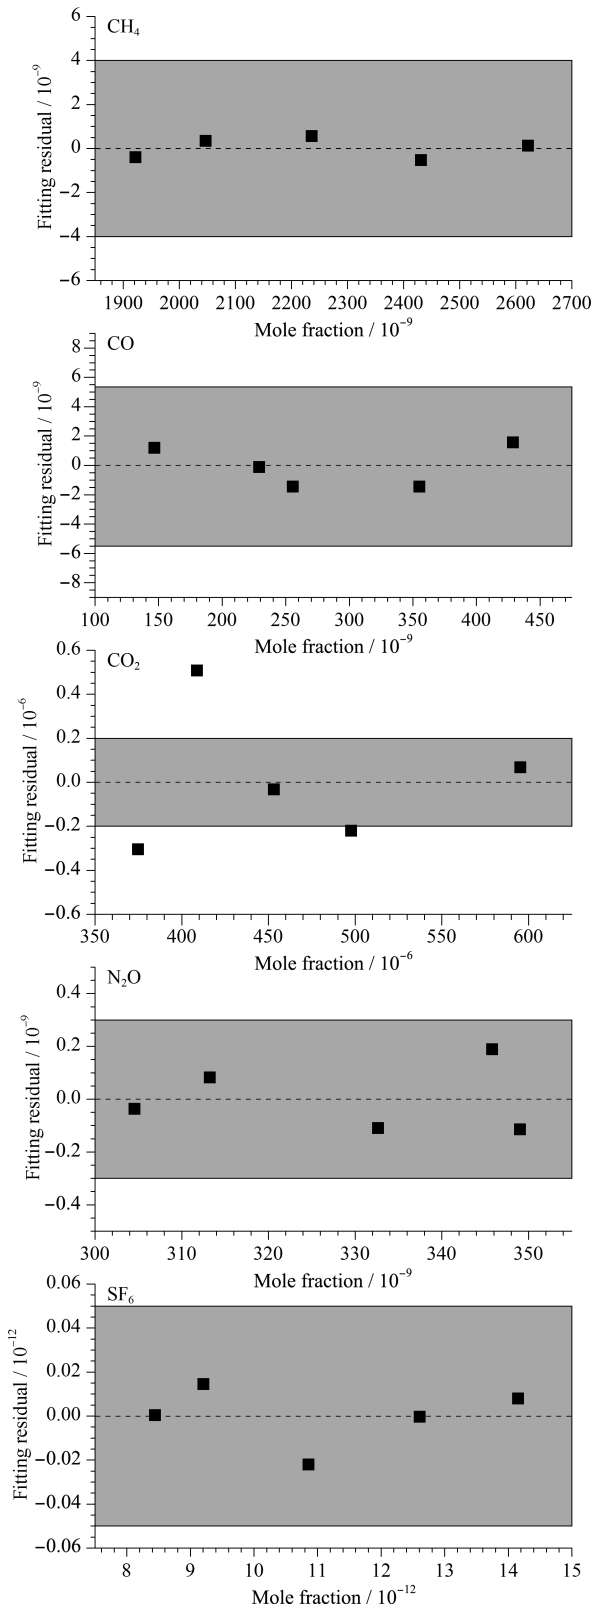 CH₄
Fitting residual / 10⁻⁹
6
4
2
0
−2
−4
−6
1900 2000 2100 2200 2300 2400 2500 2600 2700
Mole fraction / 10⁻⁹
CO
Fitting residual / 10⁻⁹
8
6
4
2
0
−2
−4
−6
−8
100 150 200 250 300 350 400 450
Mole fraction / 10⁻⁹
CO₂
Fitting residual / 10⁻⁶
0.6
0.4
0.2
0.0
−0.2
−0.4
−0.6
350 400 450 500 550 600
Mole fraction / 10⁻⁶
N₂O
Fitting residual / 10⁻⁹
0.4
0.2
0.0
−0.2
−0.4
300 310 320 330 340 350
Mole fraction / 10⁻⁹
SF₆
Fitting residual / 10⁻¹²
0.06
0.04
0.02
0.00
−0.02
−0.04
−0.06
8 9 10 11 12 13 14 15
Mole fraction / 10⁻¹²